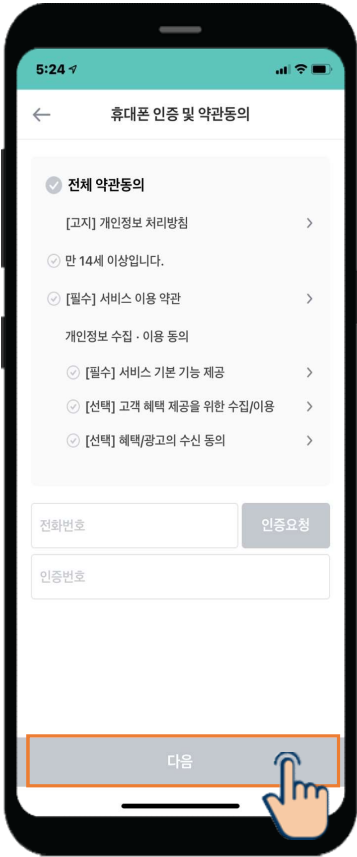 5:24
휴대폰 인증 및 약관동의
전체 약관동의
[고지] 개인정보 처리방침
만 14세 이상입니다.
[필수] 서비스 이용 약관
개인정보 수집 · 이용 동의
[필수] 서비스 기본 기능 제공
[선택] 고객 혜택 제공을 위한 수집/이용
[선택] 혜택/광고의 수신 동의
전화번호
인증요청
인증번호
다음